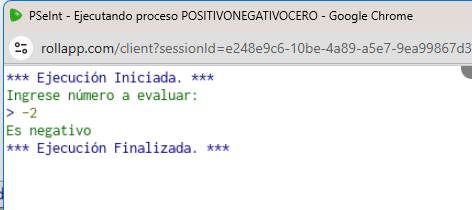 PSeInt - Ejecutando proceso POSITIVONEGATIVOCERO - Google Chrome
rollapp.com/client?sessionId=e248e9c6-10be-4a89-a5e7-9ea99867d3
*** Ejecución Iniciada. ***
Ingrese número a evaluar:
> -2
Es negativo
*** Ejecución Finalizada. ***